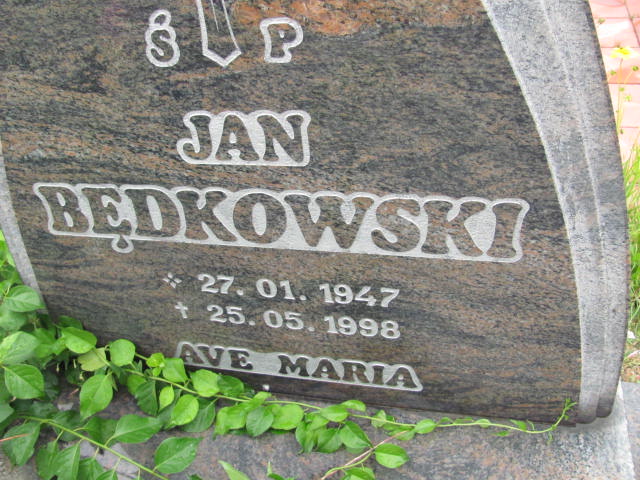 Ś P
JAN
BĘDKOWSKI
27.01.1947
† 25.05.1998
AVE MARIA